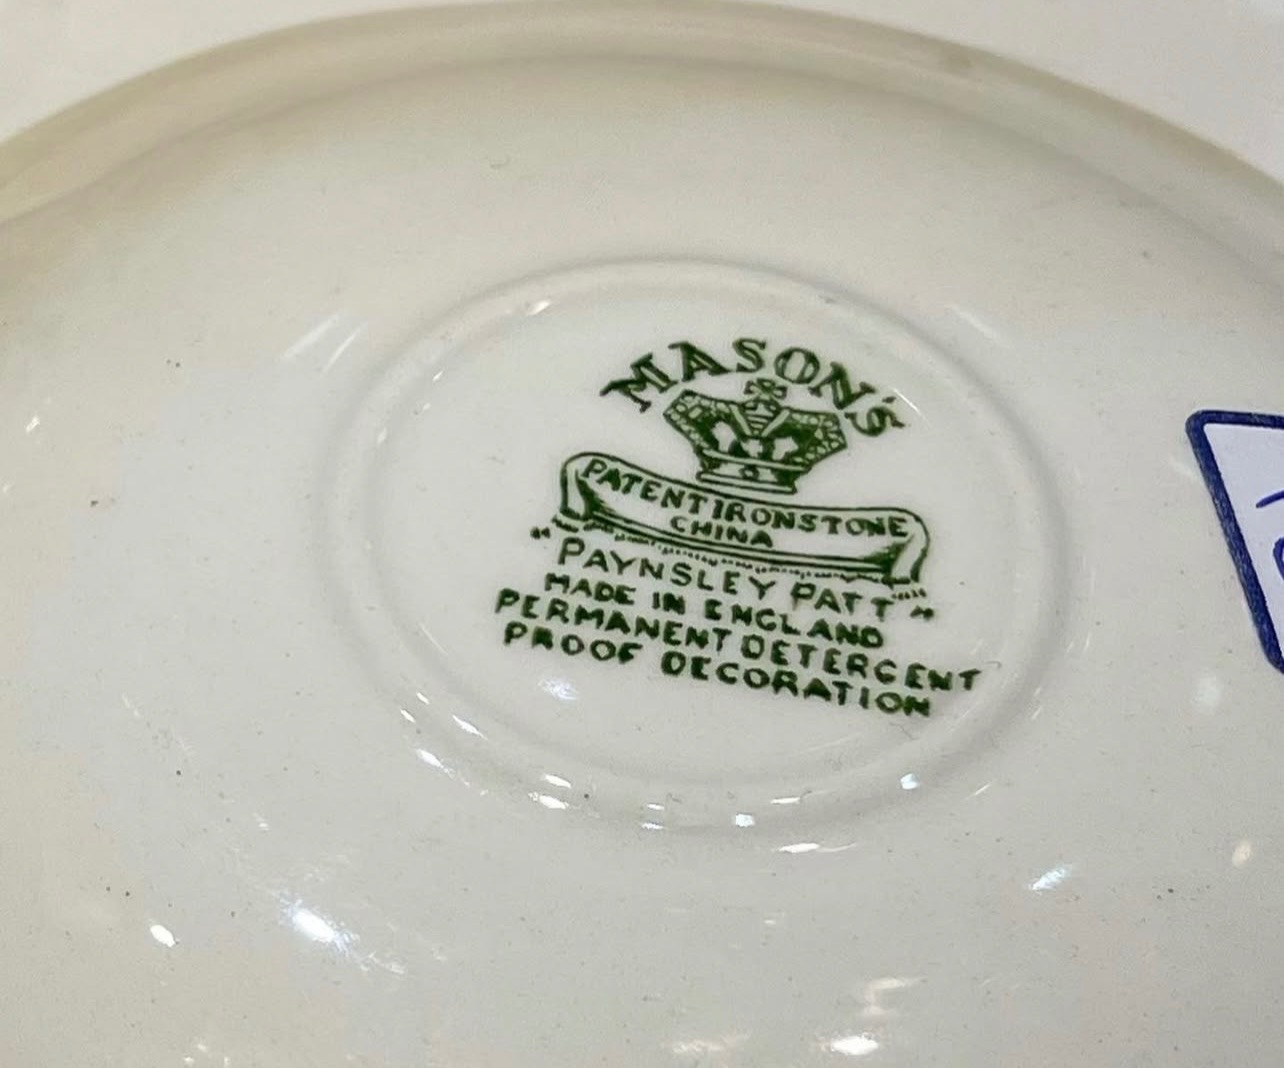 MASON'S
PATENT IRONSTONE
CHINA
"PAYNSLEY PATT"
MADE IN ENGLAND
PERMANENT DETERGENT
PROOF DECORATION